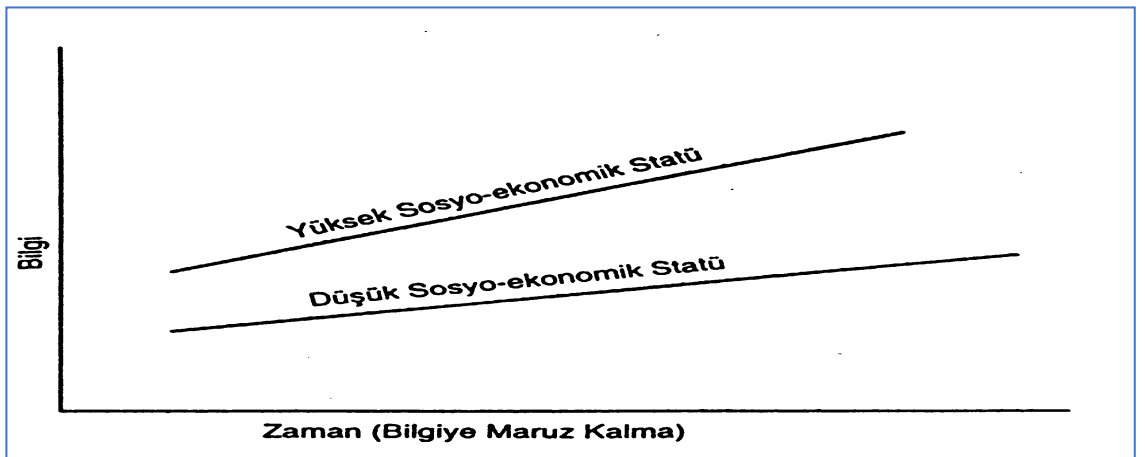 Yüksek Sosyo-ekonomik Statü
Düşük Sosyo-ekonomik Statü
Bilgi
Zaman (Bilgiye Maruz Kalma)